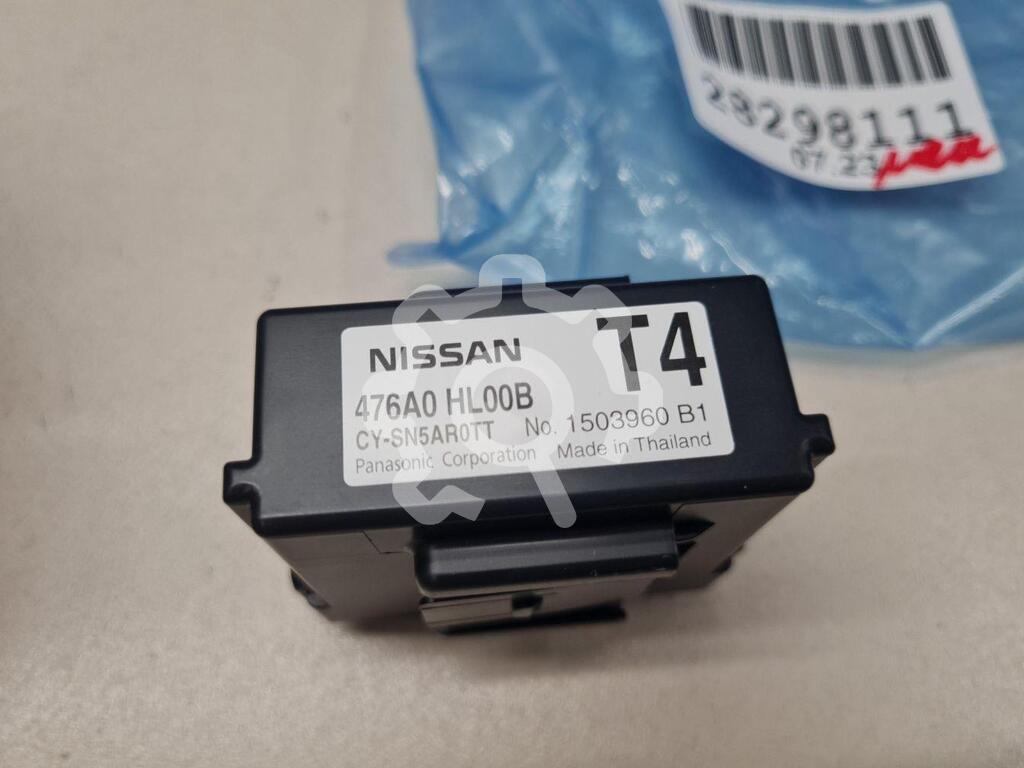 28298111
07.23
NISSAN T4
476A0 HL00B
CY-SN5AR0TT No. 1503960 B1
Panasonic Corporation Made in Thailand